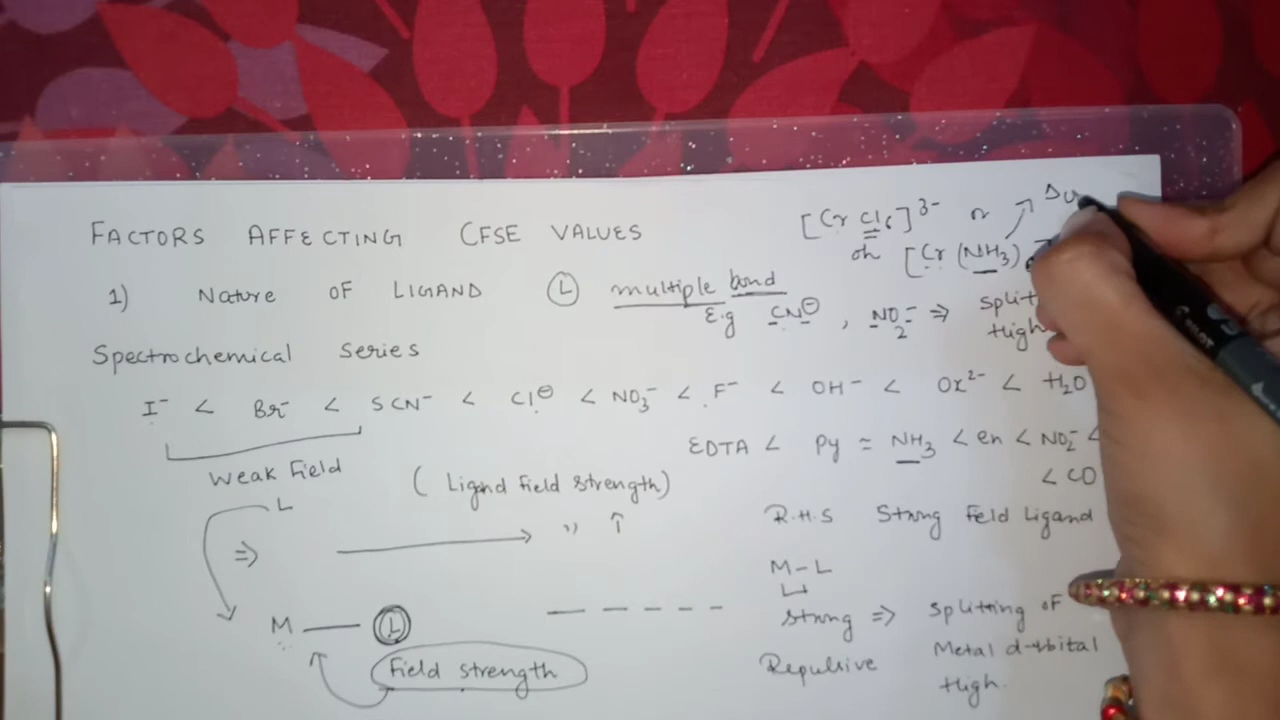 FACTORS AFFECTING CFSE VALUES
[Cr Cl6]3- or
[Cr (NH3)
1) NATURE OF LIGAND (L) multiple bond
E.g CN⊖, NO2- ⇒ split
High
Spectrochemical Series
I- < Br- < SCN- < Cl⊖ < NO3- < F- < OH- < Ox2- < H2O
EDTA < Py ≈ NH3 < en < NO2- <
< CO
Weak Field
(Ligand field strength)
L
R.H.S Strong Field Ligand
⇒ → ,, ↑
M-L
M — L
strong ⇒ splitting of
Repulsive Metal d-orbital
High.
Field strength
PILOT